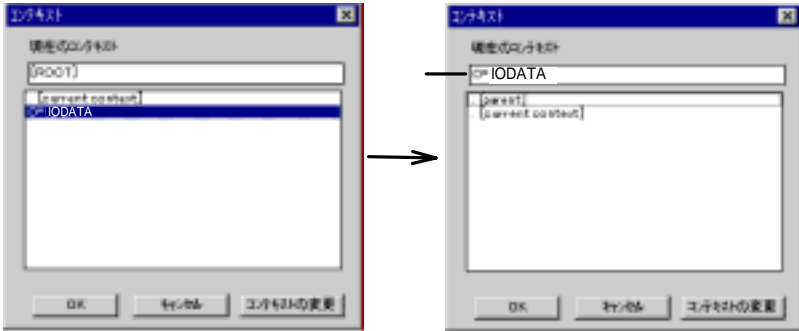 コンテキスト
現在のコンテキスト
[ROOT]
[current context]
O=IODATA
OK
キャンセル
コンテキストの変更
コンテキスト
現在のコンテキスト
O=IODATA
.. [parent]
. [current context]
OK
キャンセル
コンテキストの変更